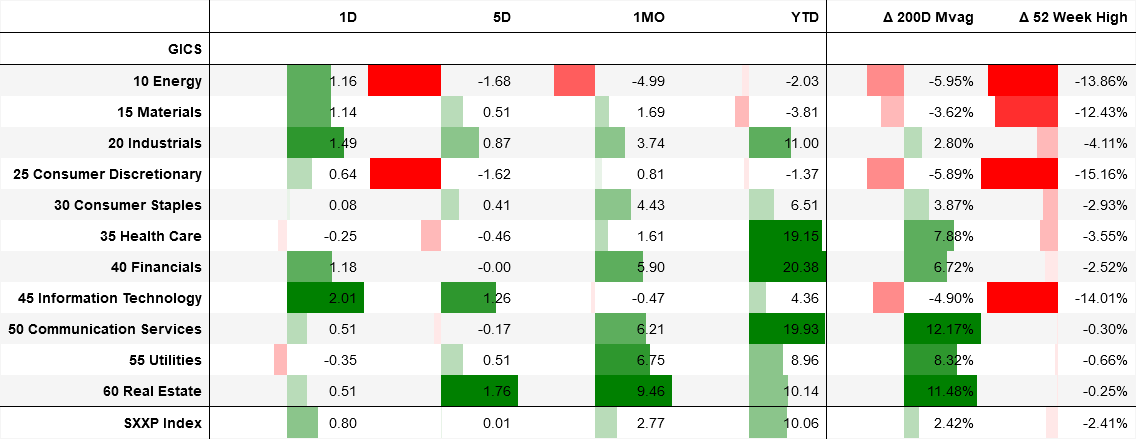 1D 5D 1MO YTD Δ 200D Mvag Δ 52 Week High
GICS
10 Energy 1.16 -1.68 -4.99 -2.03 -5.95% -13.86%
15 Materials 1.14 0.51 1.69 -3.81 -3.62% -12.43%
20 Industrials 1.49 0.87 3.74 11.00 2.80% -4.11%
25 Consumer Discretionary 0.64 -1.62 0.81 -1.37 -5.89% -15.16%
30 Consumer Staples 0.08 0.41 4.43 6.51 3.87% -2.93%
35 Health Care -0.25 -0.46 1.61 19.15 7.88% -3.55%
40 Financials 1.18 -0.00 5.90 20.38 6.72% -2.52%
45 Information Technology 2.01 1.26 -0.47 4.36 -4.90% -14.01%
50 Communication Services 0.51 -0.17 6.21 19.93 12.17% -0.30%
55 Utilities -0.35 0.51 6.75 8.96 8.32% -0.66%
60 Real Estate 0.51 1.76 9.46 10.14 11.48% -0.25%
SXXP Index 0.80 0.01 2.77 10.06 2.42% -2.41%